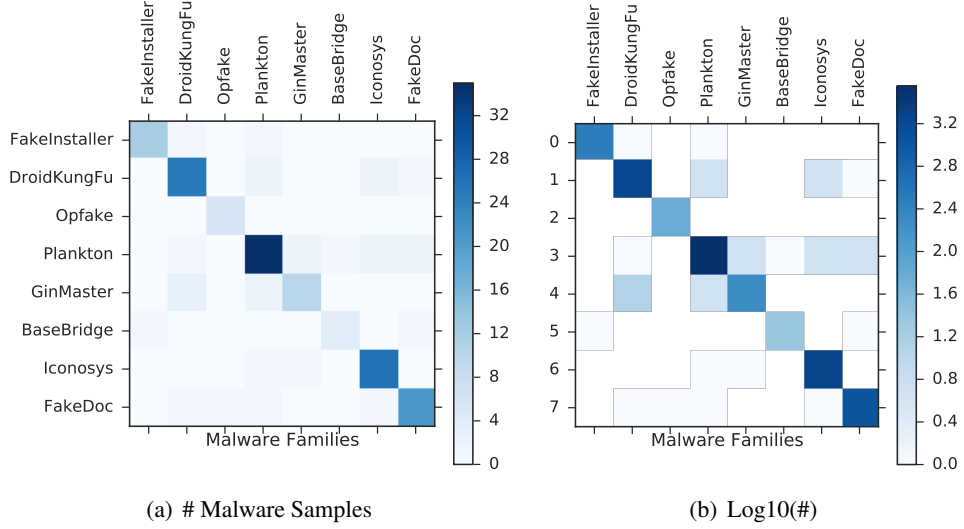 FakeInstaller
DroidKungFu
Opfake
Plankton
GinMaster
BaseBridge
Iconosys
FakeDoc
FakeInstaller
DroidKungFu
Opfake
Plankton
GinMaster
BaseBridge
Iconosys
FakeDoc
Malware Families
32
28
24
20
16
12
8
4
0
(a) # Malware Samples
FakeInstaller
DroidKungFu
Opfake
Plankton
GinMaster
BaseBridge
Iconosys
FakeDoc
0
1
2
3
4
5
6
7
Malware Families
3.2
2.8
2.4
2.0
1.6
1.2
0.8
0.4
0.0
(b) Log10(#)